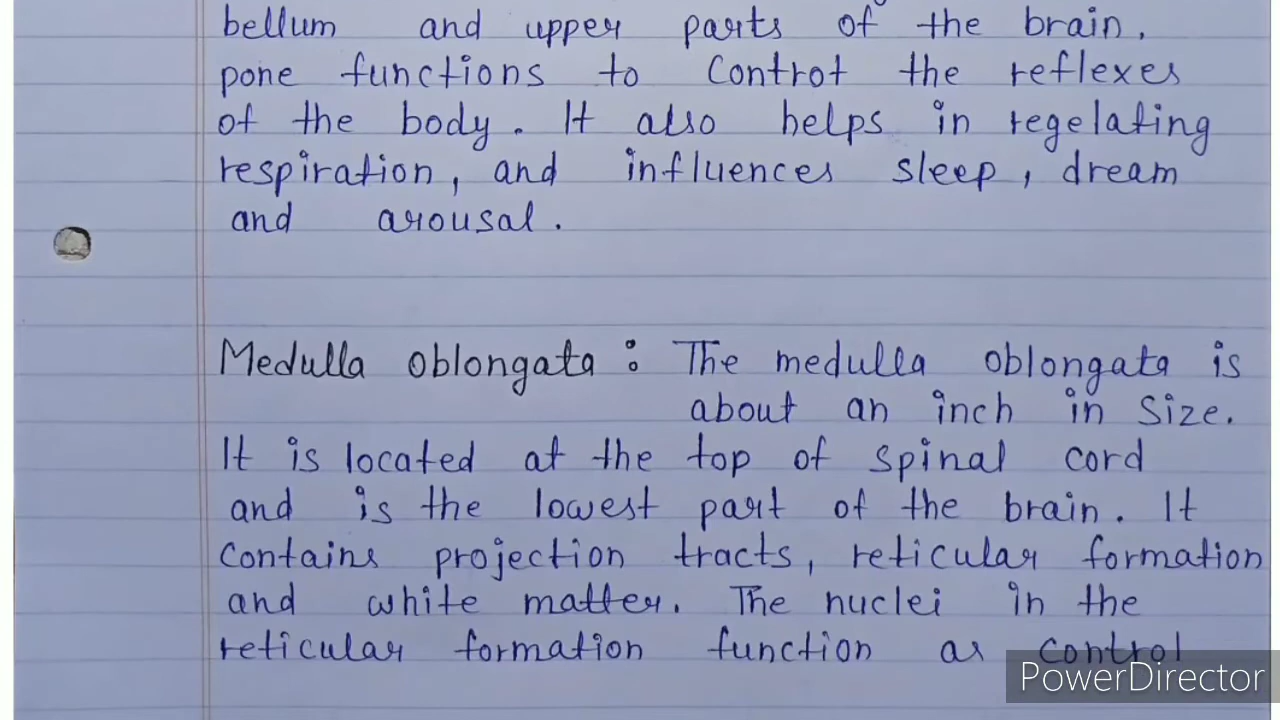 bellum and upper parts of the brain.
pone functions to Control the reflexes
of the body. It also helps in regelating
respiration, and influences sleep, dream
and arousal.
Medulla oblongata : The medulla oblongata is
about an inch in size.
It is located at the top of spinal cord
and is the lowest part of the brain. It
contains projection tracts, reticular formation
and white matter. The nuclei in the
reticular formation function as control
PowerDirector